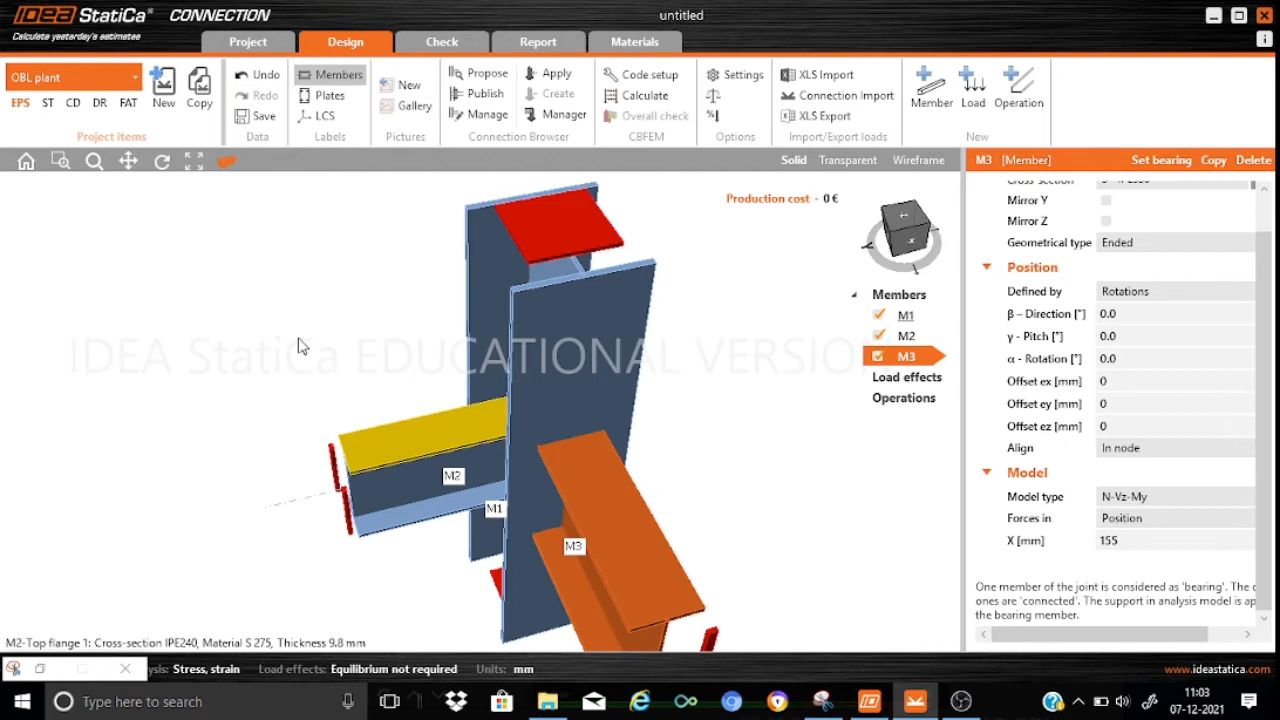 IDEA StatiCa® CONNECTION
Calculate yesterday's estimates
untitled
Project
Design
Check
Report
Materials
OBL plant
EPS ST CD DR FAT
New
Copy
Project items
Undo
Redo
Save
Data
Members
Plates
LCS
Labels
New
Gallery
Pictures
Propose
Publish
Manage
Apply
Create
Manager
Connection Browser
Code setup
Calculate
Overall check
CBFEM
Settings
Options
XLS Import
Connection Import
XLS Export
Import/Export loads
Member
Load
Operation
New
Solid Transparent Wireframe
Production cost - 0 €
Members
M1
M2
M3
Load effects
Operations
IDEA StatiCa EDUCATIONAL VERSION
M2
M1
M3
M2-Top flange 1: Cross-section IPE240, Material S 275, Thickness 9.8 mm
M3 [Member] Set bearing Copy Delete
Mirror Y
Mirror Z
Geometrical type Ended
Position
Defined by Rotations
β – Direction [°] 0.0
γ - Pitch [°] 0.0
α - Rotation [°] 0.0
Offset ex [mm] 0
Offset ey [mm] 0
Offset ez [mm] 0
Align In node
Model
Model type N-Vz-My
Forces in Position
X [mm] 155
One member of the joint is considered as 'bearing'. The
ones are 'connected'. The support in analysis model is
the bearing member.
Stress, strain Load effects: Equilibrium not required Units: mm
www.ideastatica.com
Type here to search
11:03
07-12-2021